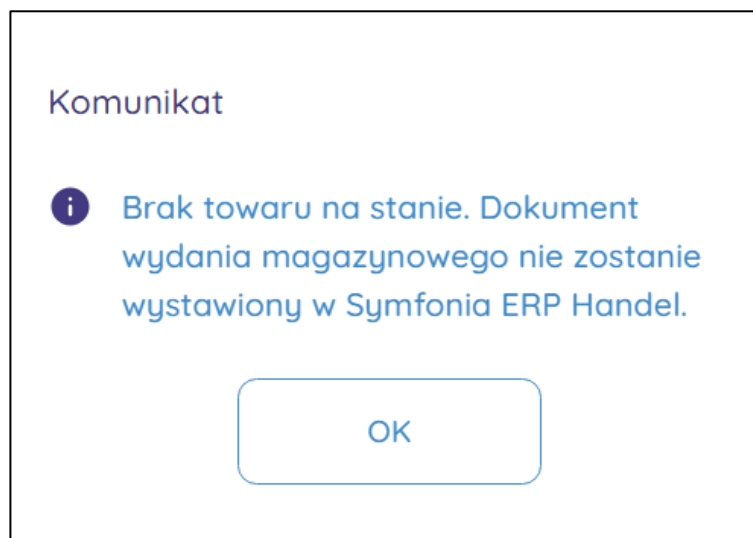 Komunikat
Brak towaru na stanie. Dokument
wydania magazynowego nie zostanie
wystawiony w Symfonia ERP Handel.
OK